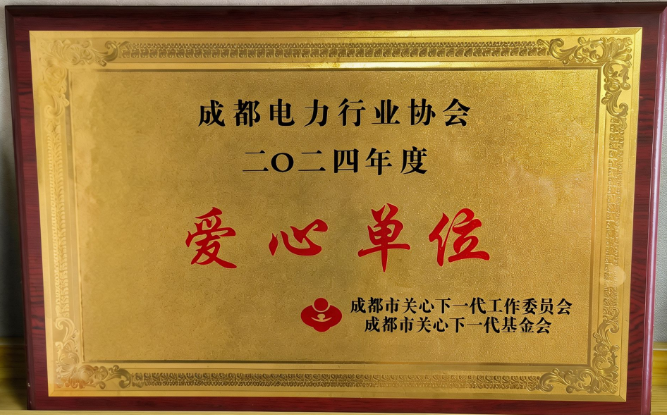 成都电力行业协会
二〇二四年度
爱心单位
成都市关心下一代工作委员会
成都市关心下一代基金会